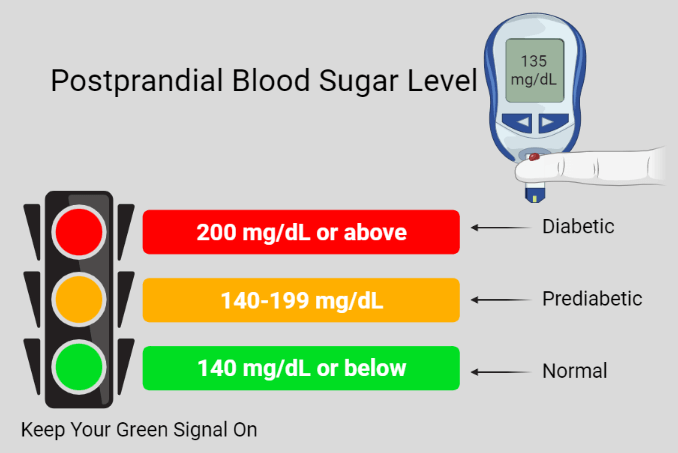 135
mg/dL
Postprandial Blood Sugar Level
200 mg/dL or above
Diabetic
140-199 mg/dL
Prediabetic
140 mg/dL or below
Normal
Keep Your Green Signal On